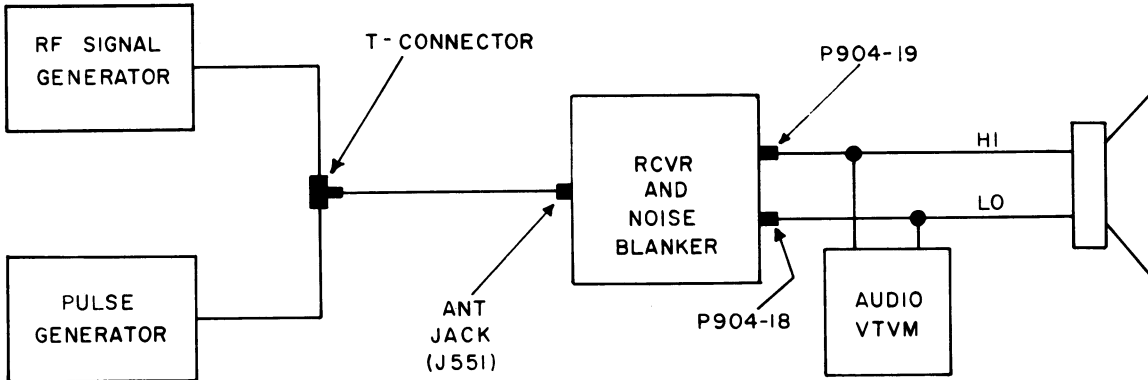 RF SIGNAL
GENERATOR
T-CONNECTOR
P904-19
HI
RCVR
AND
NOISE
BLANKER
LO
PULSE
GENERATOR
ANT
JACK
(J551)
P904-18
AUDIO
VTVM